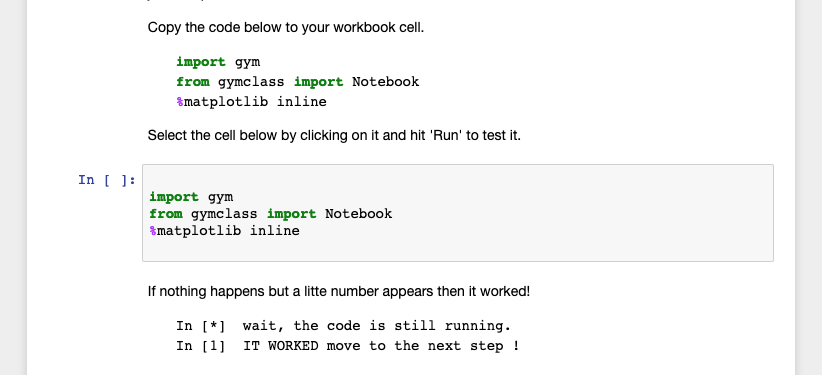 Copy the code below to your workbook cell.
import gym
from gymclass import Notebook
%matplotlib inline
Select the cell below by clicking on it and hit 'Run' to test it.
In [ ]:
import gym
from gymclass import Notebook
%matplotlib inline
If nothing happens but a litte number appears then it worked!
In [*]  wait, the code is still running.
In [1]  IT WORKED move to the next step !